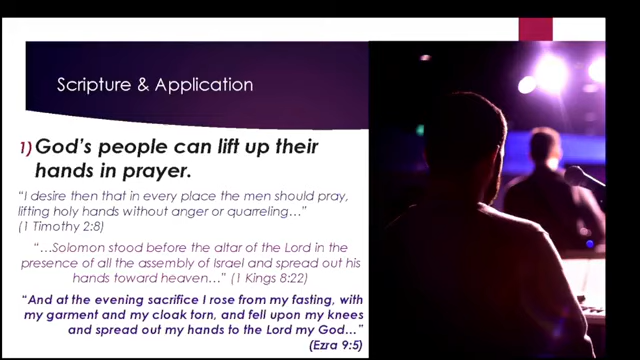 Scripture & Application
1) God's people can lift up their
hands in prayer.
“I desire then that in every place the men should pray,
lifting holy hands without anger or quarreling…”
(1 Timothy 2:8)
“…Solomon stood before the altar of the Lord in the
presence of all the assembly of Israel and spread out his
hands toward heaven…” (1 Kings 8:22)
“And at the evening sacrifice I rose from my fasting, with
my garment and my cloak torn, and fell upon my knees
and spread out my hands to the Lord my God…”
(Ezra 9:5)